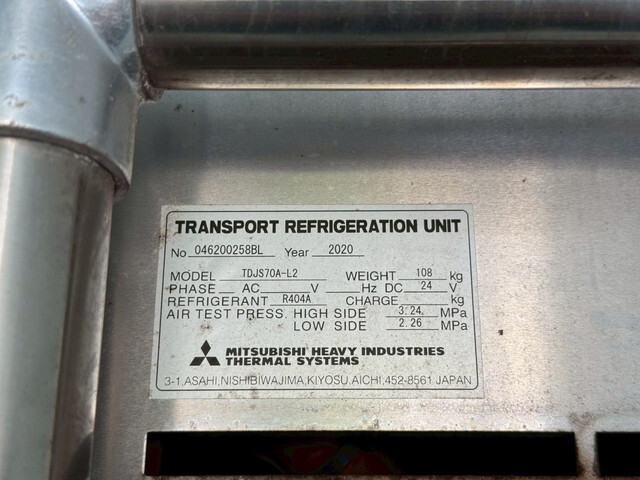 TRANSPORT REFRIGERATION UNIT
No 046200258BL Year 2020
MODEL TDJS70A-L2 WEIGHT 108 kg
PHASE AC V Hz DC 24 V
REFRIGERANT R404A CHARGE kg
AIR TEST PRESS. HIGH SIDE 3.24 MPa
LOW SIDE 2.26 MPa
MITSUBISHI HEAVY INDUSTRIES
THERMAL SYSTEMS
3-1,ASAHI,NISHIBIWAJIMA,KIYOSU,AICHI,452-8561 JAPAN